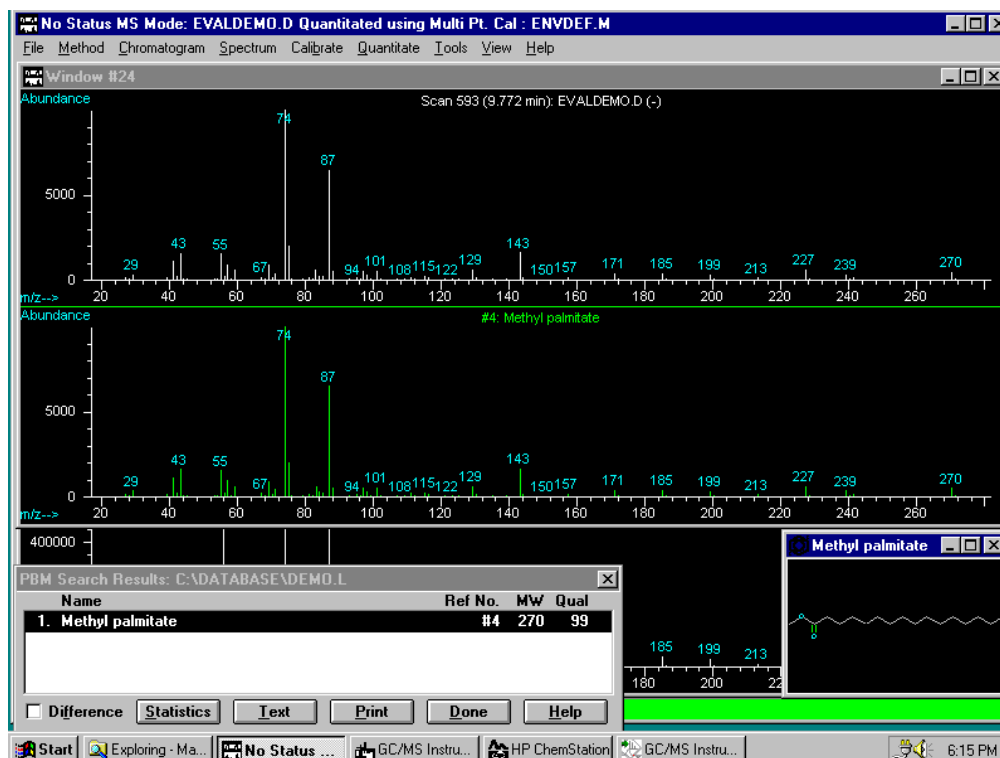 No Status MS Mode: EVALDEMO.D Quantitated using Multi Pt. Cal : ENVDEF.M
File Method Chromatogram Spectrum Calibrate Quantitate Tools View Help
Window #24
Abundance
Scan 593 (9.772 min): EVALDEMO.D (-)
74
87
5000
43 55 143
29 67 94 101 108 115 122 129 150 157 171 185 199 213 227 239 270
0
m/z--> 20 40 60 80 100 120 140 160 180 200 220 240 260
Abundance
#4: Methyl palmitate
74
87
5000
43 55 143
29 67 94 101 108 115 122 129 150 157 171 185 199 213 227 239 270
0
m/z--> 20 40 60 80 100 120 140 160 180 200 220 240 260
400000
Methyl palmitate
o
o
PBM Search Results: C:\DATABASE\DEMO.L
Name Ref No. MW Qual
1. Methyl palmitate #4 270 99
185 199 213
180 200 22
Difference Statistics Text Print Done Help
Start Exploring - Ma... No Status ... GC/MS Instru... HP ChemStation GC/MS Instru... 6:15 PM